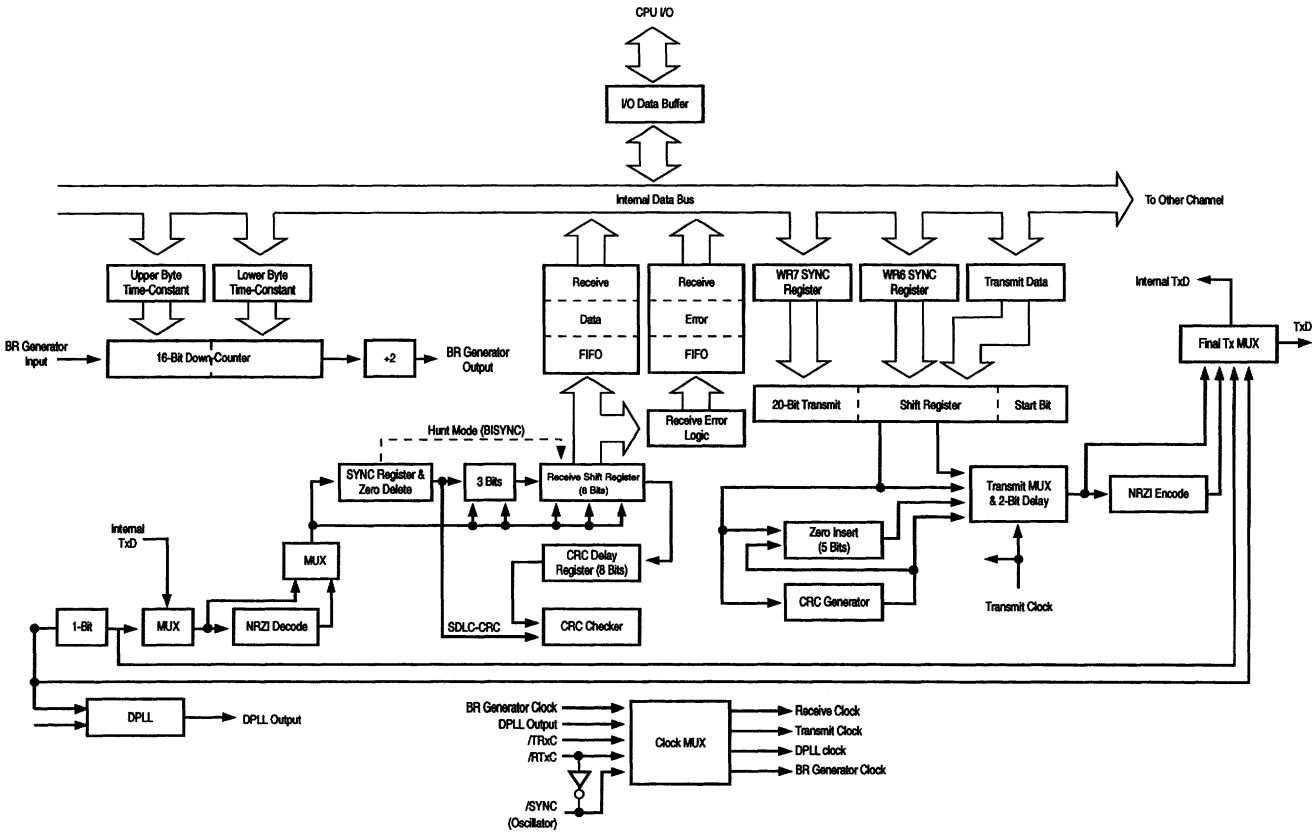 CPU I/O
I/O Data Buffer
Internal Data Bus
To Other Channel
Upper Byte
Time-Constant
Lower Byte
Time-Constant
BR Generator
Input
16-Bit Down-Counter
÷2
BR Generator
Output
Receive
Data
FIFO
Receive
Error
FIFO
Receive Error
Logic
WR7 SYNC
Register
WR6 SYNC
Register
Transmit Data
20-Bit Transmit
Shift Register
Start Bit
Internal TxD
Final Tx MUX
TxD
Hunt Mode (BISYNC)
SYNC Register &
Zero Delete
3 Bits
Receive Shift Register
(8 Bits)
Transmit MUX
& 2-Bit Delay
NRZI Encode
Internal
TxD
MUX
CRC Delay
Register (8 Bits)
Zero Insert
(5 Bits)
CRC Generator
Transmit Clock
1-Bit
MUX
NRZI Decode
SDLC-CRC
CRC Checker
DPLL
DPLL Output
BR Generator Clock
DPLL Output
/TRxC
/RTxC
/SYNC
(Oscillator)
Clock MUX
Receive Clock
Transmit Clock
DPLL clock
BR Generator Clock